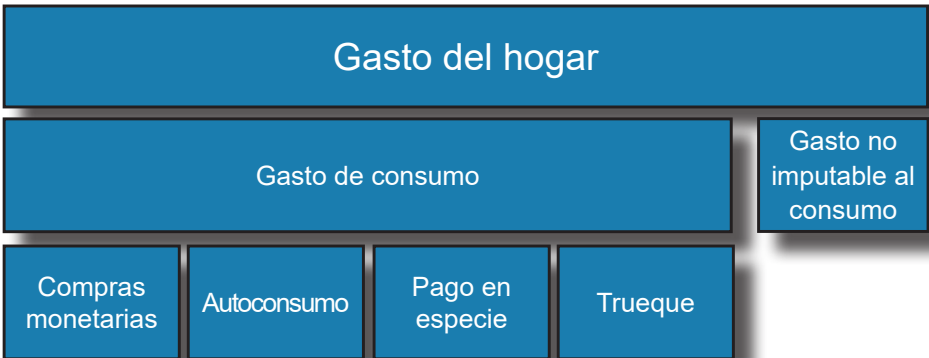 Gasto del hogar
Gasto de consumo
Gasto no
imputable al
consumo
Compras
monetarias
Autoconsumo
Pago en
especie
Trueque